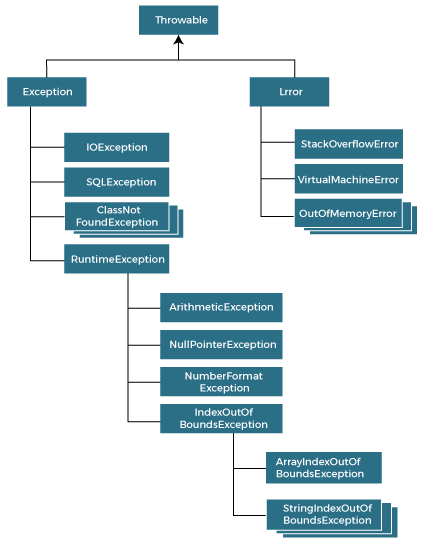 Throwable
Exception
Lrror
IOException
SQLException
ClassNot
FoundException
RuntimeException
StackOverflowError
VirtualMachineError
OutOfMemoryError
ArithmeticException
NullPointerException
NumberFormat
Exception
IndexOutOf
BoundsException
ArrayIndexOutOf
BoundsException
StringIndexOutOf
BoundsException